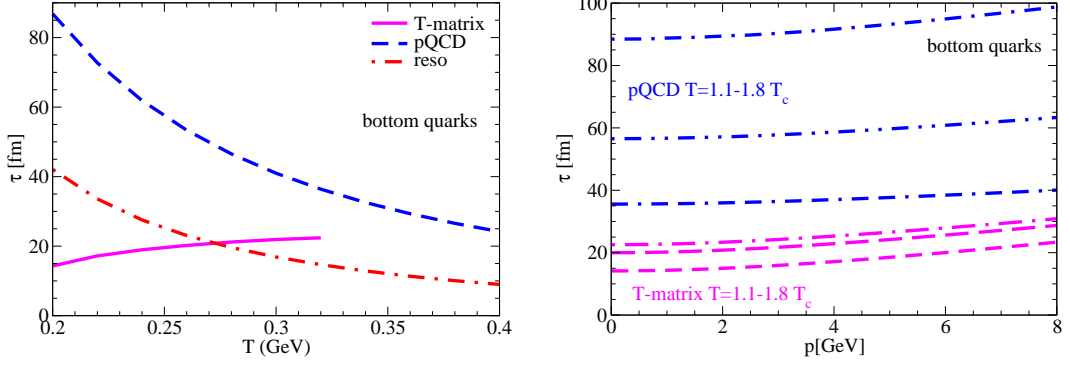 T-matrix
pQCD
reso
bottom quarks
τ [fm]
80
60
40
20
0
0.2 0.25 0.3 0.35 0.4
T (GeV)
bottom quarks
pQCD T=1.1-1.8 T_c
T-matrix T=1.1-1.8 T_c
τ [fm]
100
80
60
40
20
0
0 2 4 6 8
p[GeV]